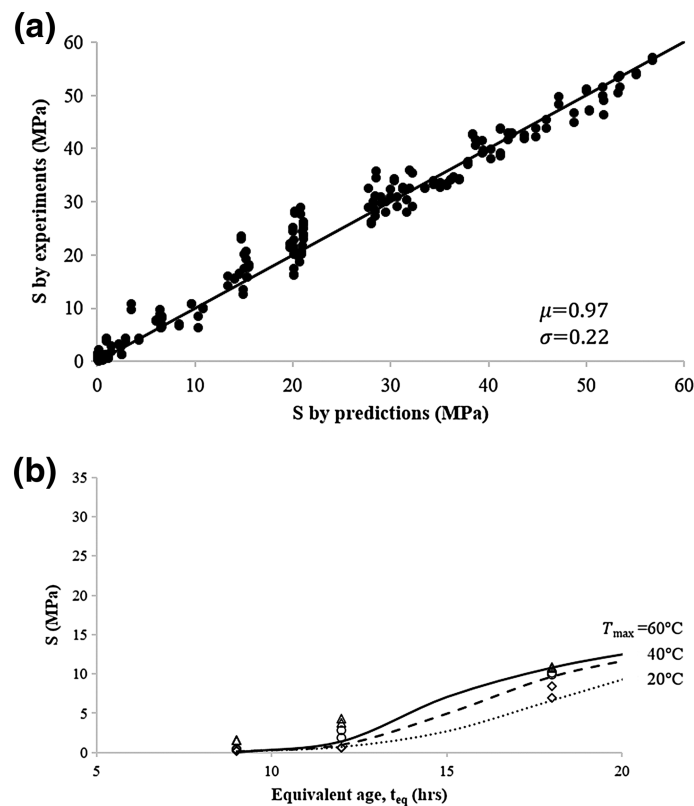 (a)
60
50
40
30
20
10
0
S by experiments (MPa)
μ=0.97
σ=0.22
0 10 20 30 40 50 60
S by predictions (MPa)
(b)
35
30
25
20
15
10
5
0
S (MPa)
Tmax =60°C
40°C
20°C
5 10 15 20
Equivalent age, teq (hrs)